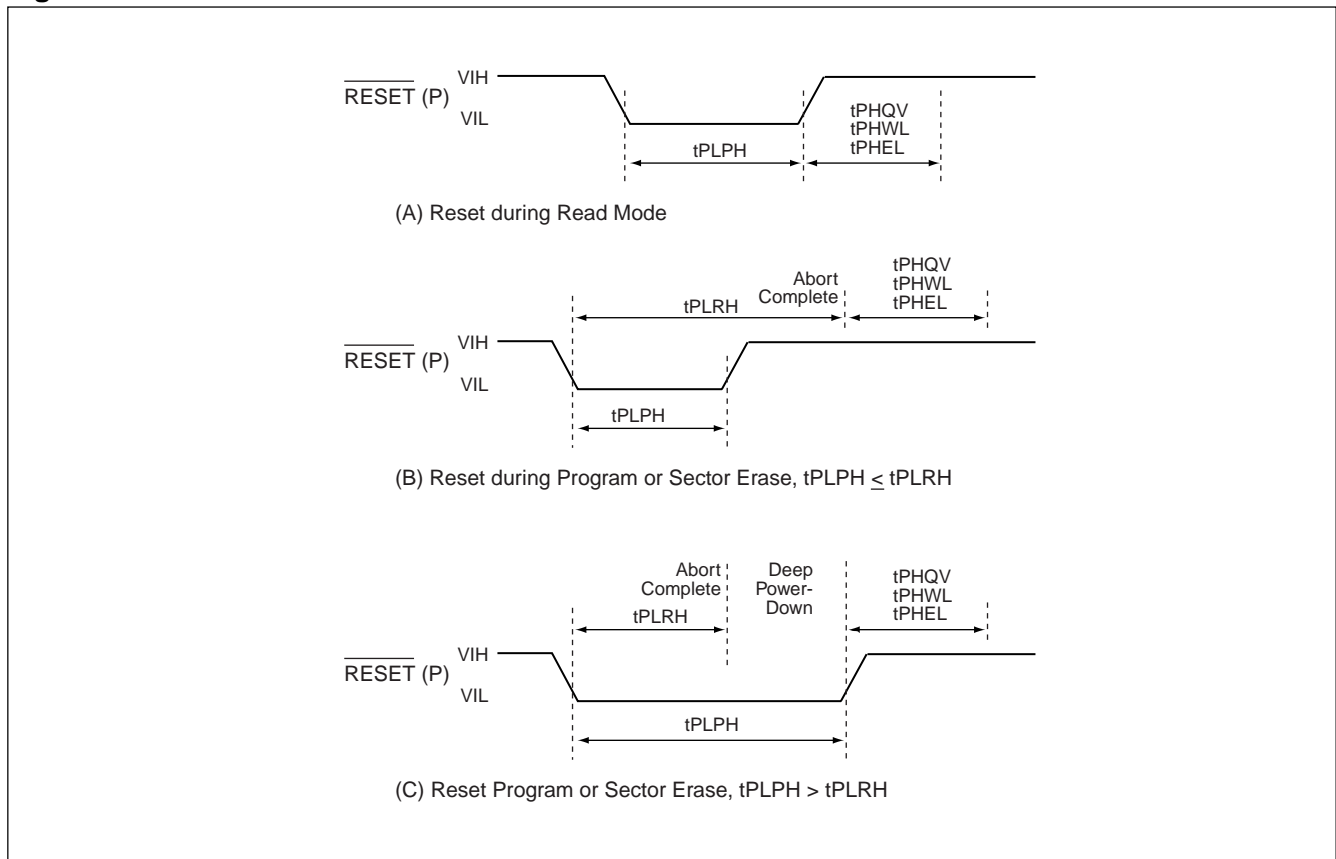 RESET (P)
VIH
VIL
tPLPH
tPHQV
tPHWL
tPHEL
(A) Reset during Read Mode
RESET (P)
VIH
VIL
tPLRH
Abort
Complete
tPHQV
tPHWL
tPHEL
tPLPH
(B) Reset during Program or Sector Erase, tPLPH ≤ tPLRH
RESET (P)
VIH
VIL
Abort
Complete
tPLRH
Deep
Power-
Down
tPHQV
tPHWL
tPHEL
tPLPH
(C) Reset Program or Sector Erase, tPLPH > tPLRH